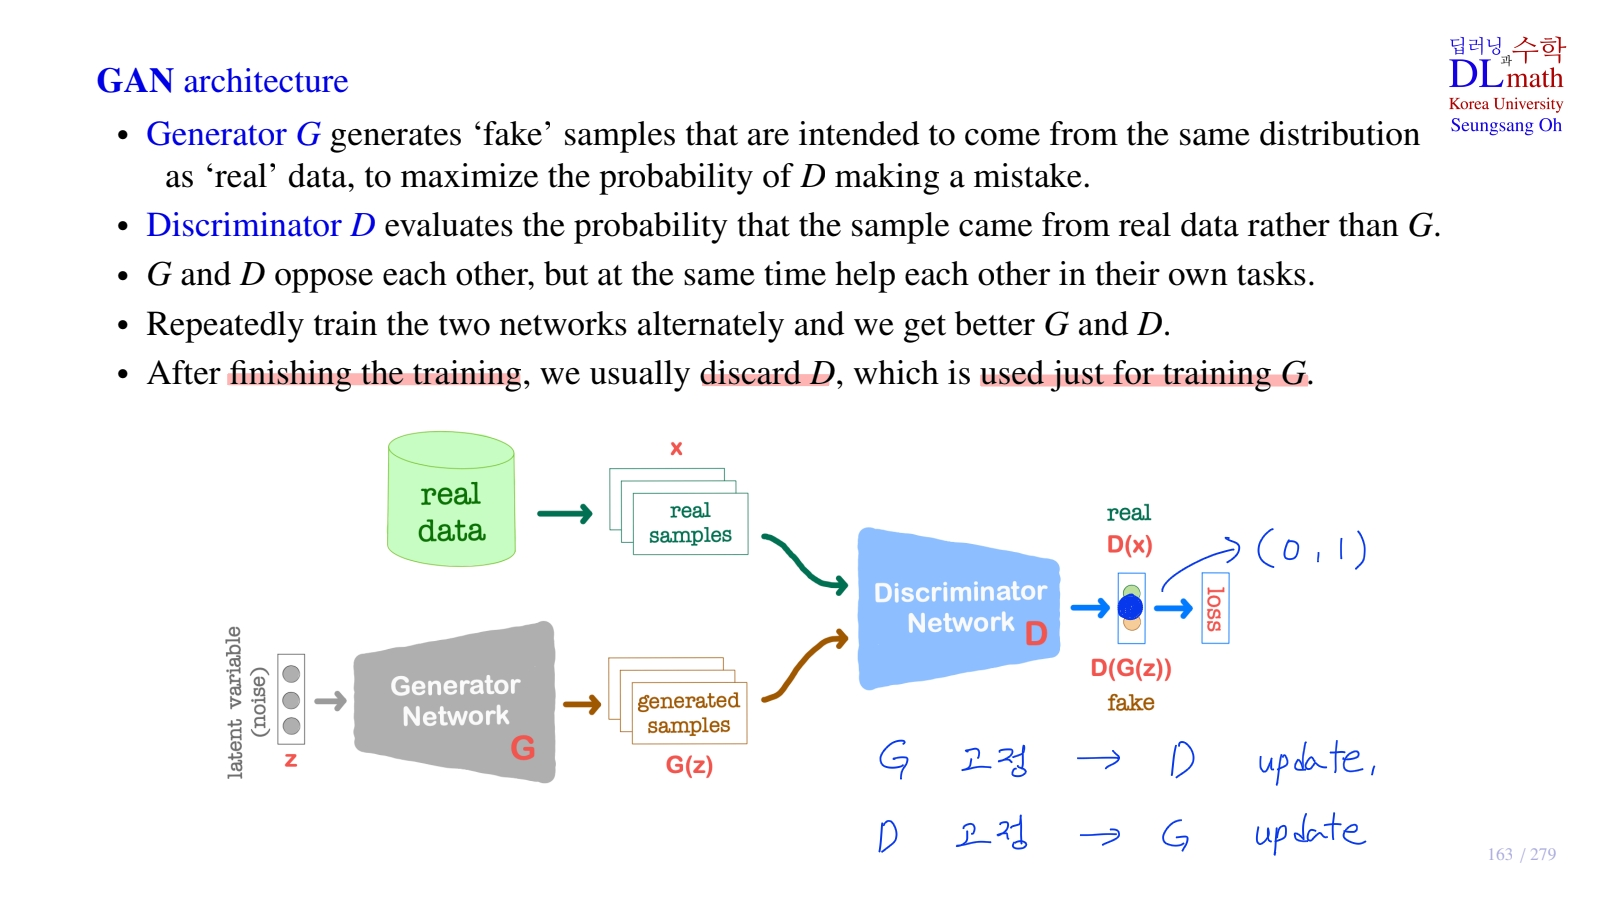 딥러닝과 수학
DL math
Korea University
Seungsang Oh
GAN architecture
• Generator G generates ‘fake’ samples that are intended to come from the same distribution
as ‘real’ data, to maximize the probability of D making a mistake.
• Discriminator D evaluates the probability that the sample came from real data rather than G.
• G and D oppose each other, but at the same time help each other in their own tasks.
• Repeatedly train the two networks alternately and we get better G and D.
• After finishing the training, we usually discard D, which is used just for training G.
real
data
x
real
samples
latent variable
(noise)
z
Generator
Network
G
generated
samples
G(z)
Discriminator
Network
D
real
D(x)
D(G(z))
fake
loss
(0, 1)
G 고정 → D update,
D 고정 → G update
163 / 279